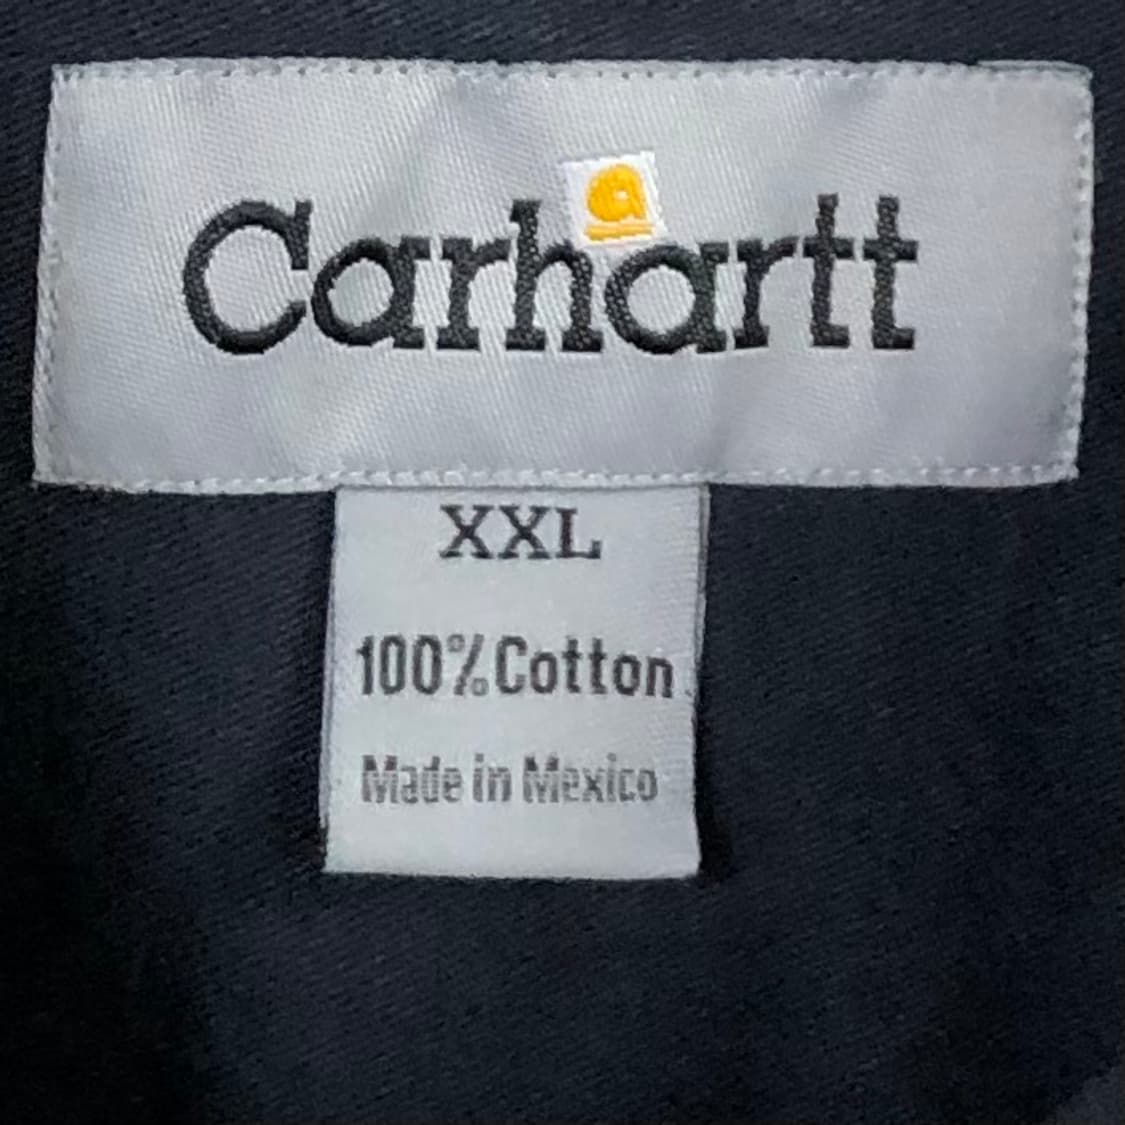 Carhartt
XXL
100% Cotton
Made in Mexico